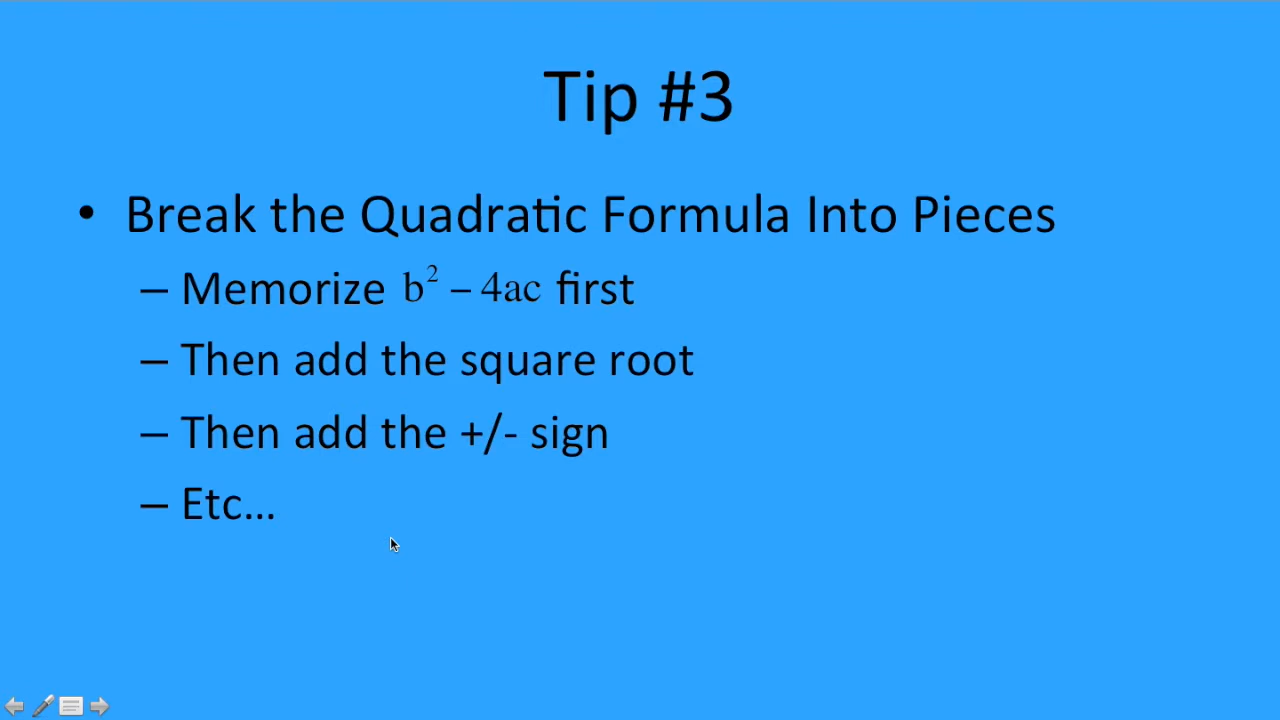 Tip #3
• Break the Quadratic Formula Into Pieces
– Memorize b² – 4ac first
– Then add the square root
– Then add the +/- sign
– Etc...